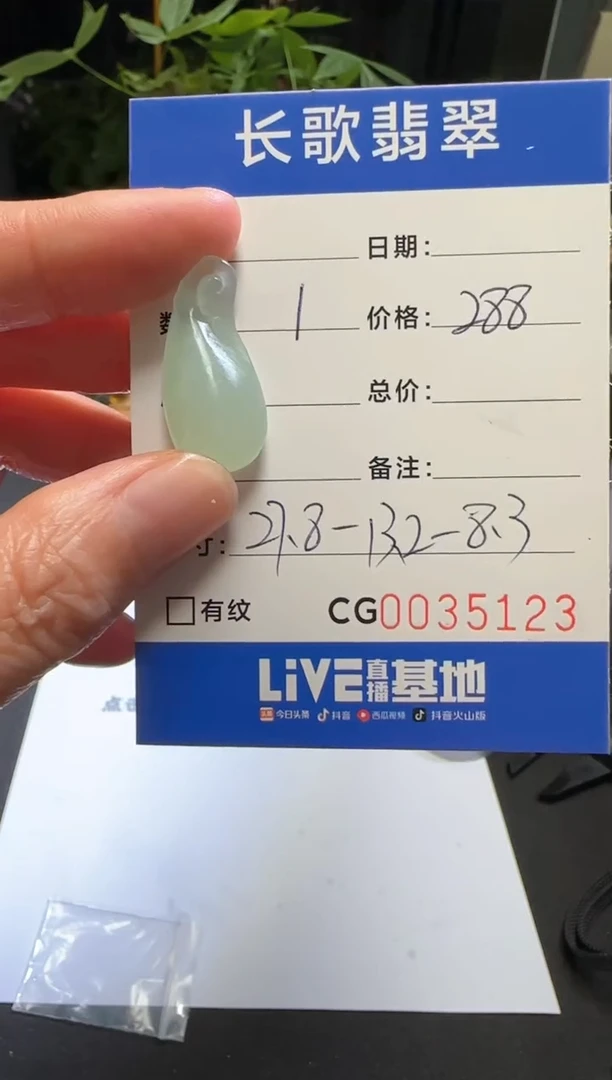 长歌翡翠
日期:
数 1 价格: 288
总价:
备注:
寸: 27.8-13.2-8.3
有纹 CG0035123
LiVE直播基地
今日头条 抖音 西瓜视频 抖音火山版